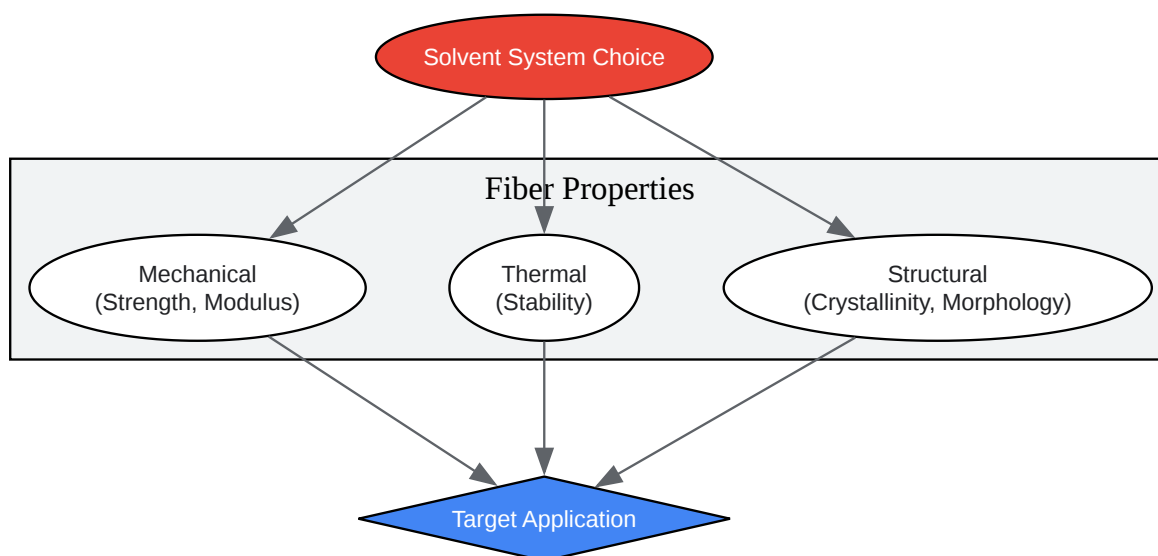 Solvent System Choice
Fiber Properties
Mechanical
(Strength, Modulus)
Thermal
(Stability)
Structural
(Crystallinity, Morphology)
Target Application